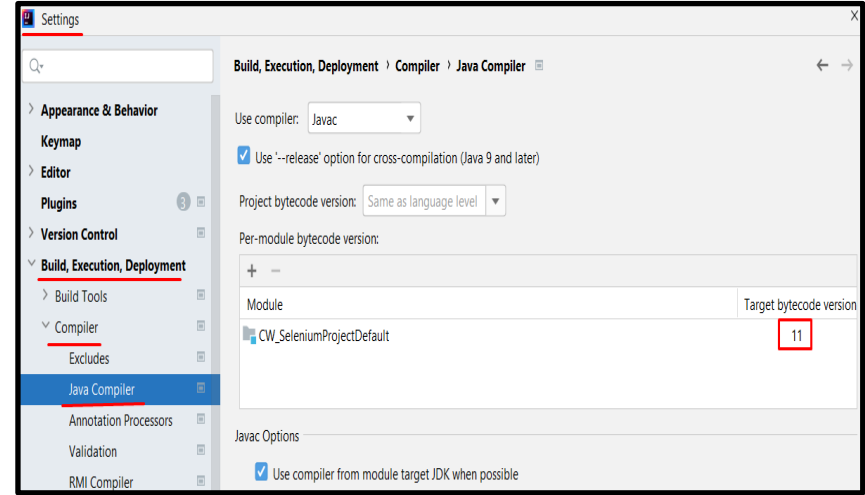 Settings
X
Build, Execution, Deployment › Compiler › Java Compiler
Appearance & Behavior
Keymap
Editor
Plugins 3
Version Control
Build, Execution, Deployment
Build Tools
Compiler
Excludes
Java Compiler
Annotation Processors
Validation
RMI Compiler
Use compiler: Javac
Use '--release' option for cross-compilation (Java 9 and later)
Project bytecode version: Same as language level
Per-module bytecode version:
+ −
Module Target bytecode version
CW_SeleniumProjectDefault 11
Javac Options
Use compiler from module target JDK when possible